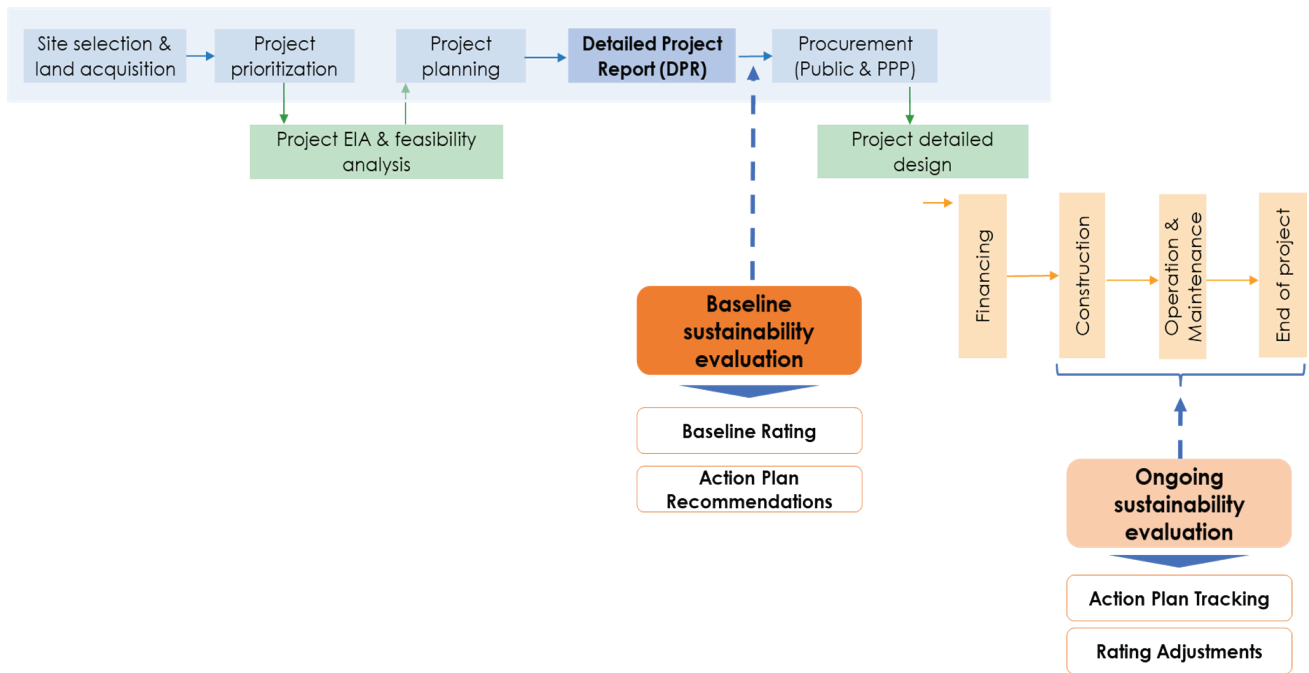 Site selection &
land acquisition
Project
prioritization
Project
planning
Detailed Project
Report (DPR)
Procurement
(Public & PPP)
Project EIA & feasibility
analysis
Project detailed
design
Financing
Construction
Operation &
Maintenance
End of project
Baseline
sustainability
evaluation
Baseline Rating
Action Plan
Recommendations
Ongoing
sustainability
evaluation
Action Plan Tracking
Rating Adjustments